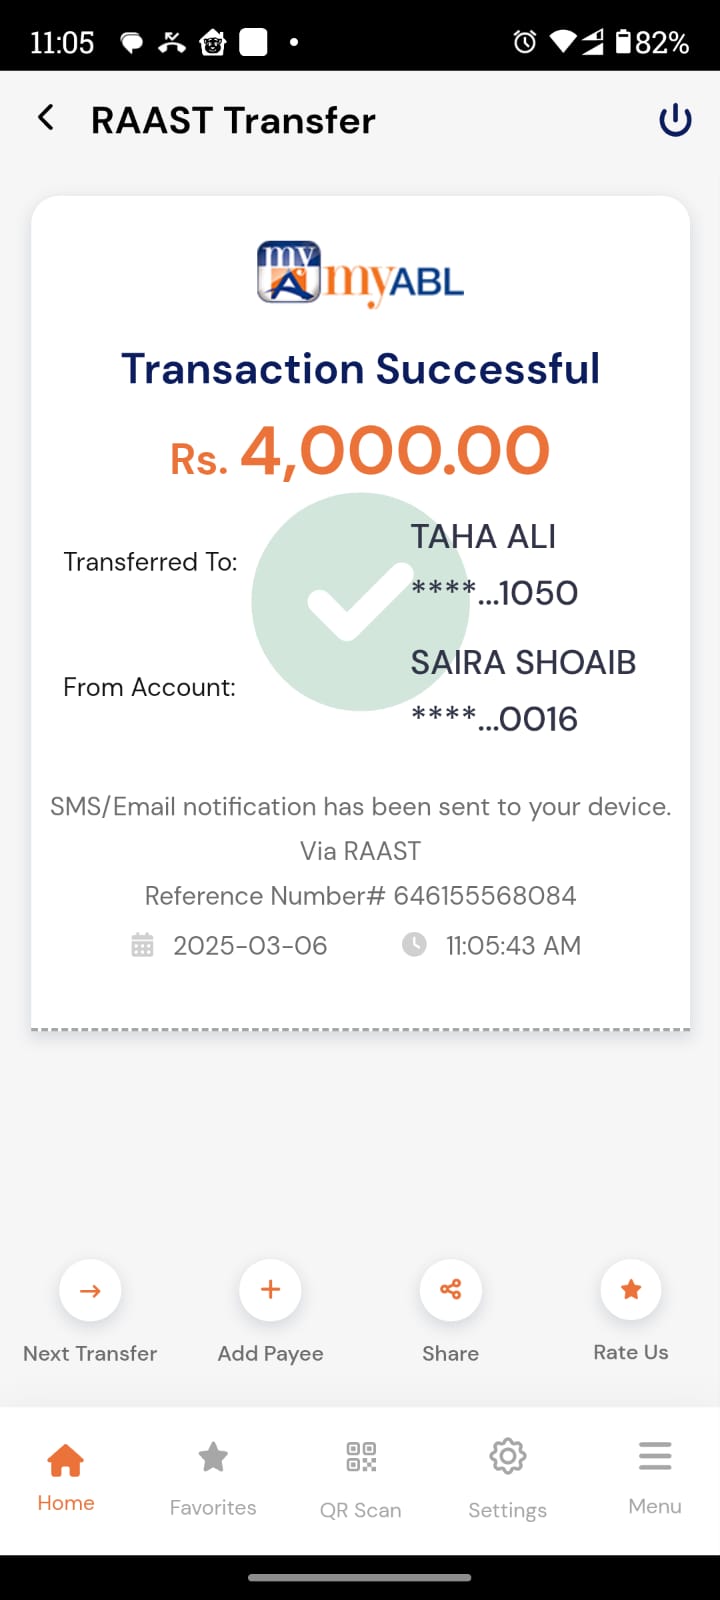 11:05
82%
RAAST Transfer
my
myABL
Transaction Successful
Rs. 4,000.00
Transferred To:
TAHA ALI
****...1050
From Account:
SAIRA SHOAIB
****...0016
SMS/Email notification has been sent to your device.
Via RAAST
Reference Number# 646155568084
2025-03-06 11:05:43 AM
Next Transfer Add Payee Share Rate Us
Home Favorites QR Scan Settings Menu